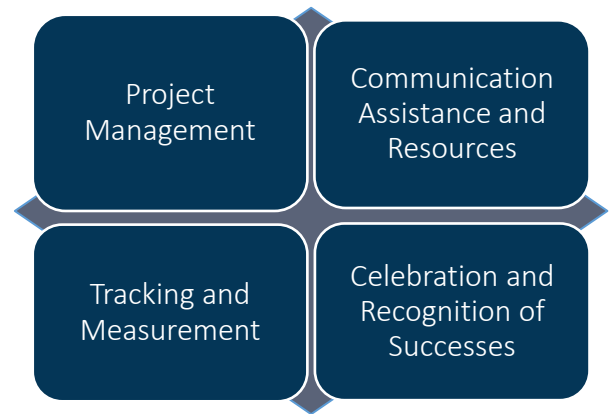 Project
Management
Communication
Assistance and
Resources
Tracking and
Measurement
Celebration and
Recognition of
Successes